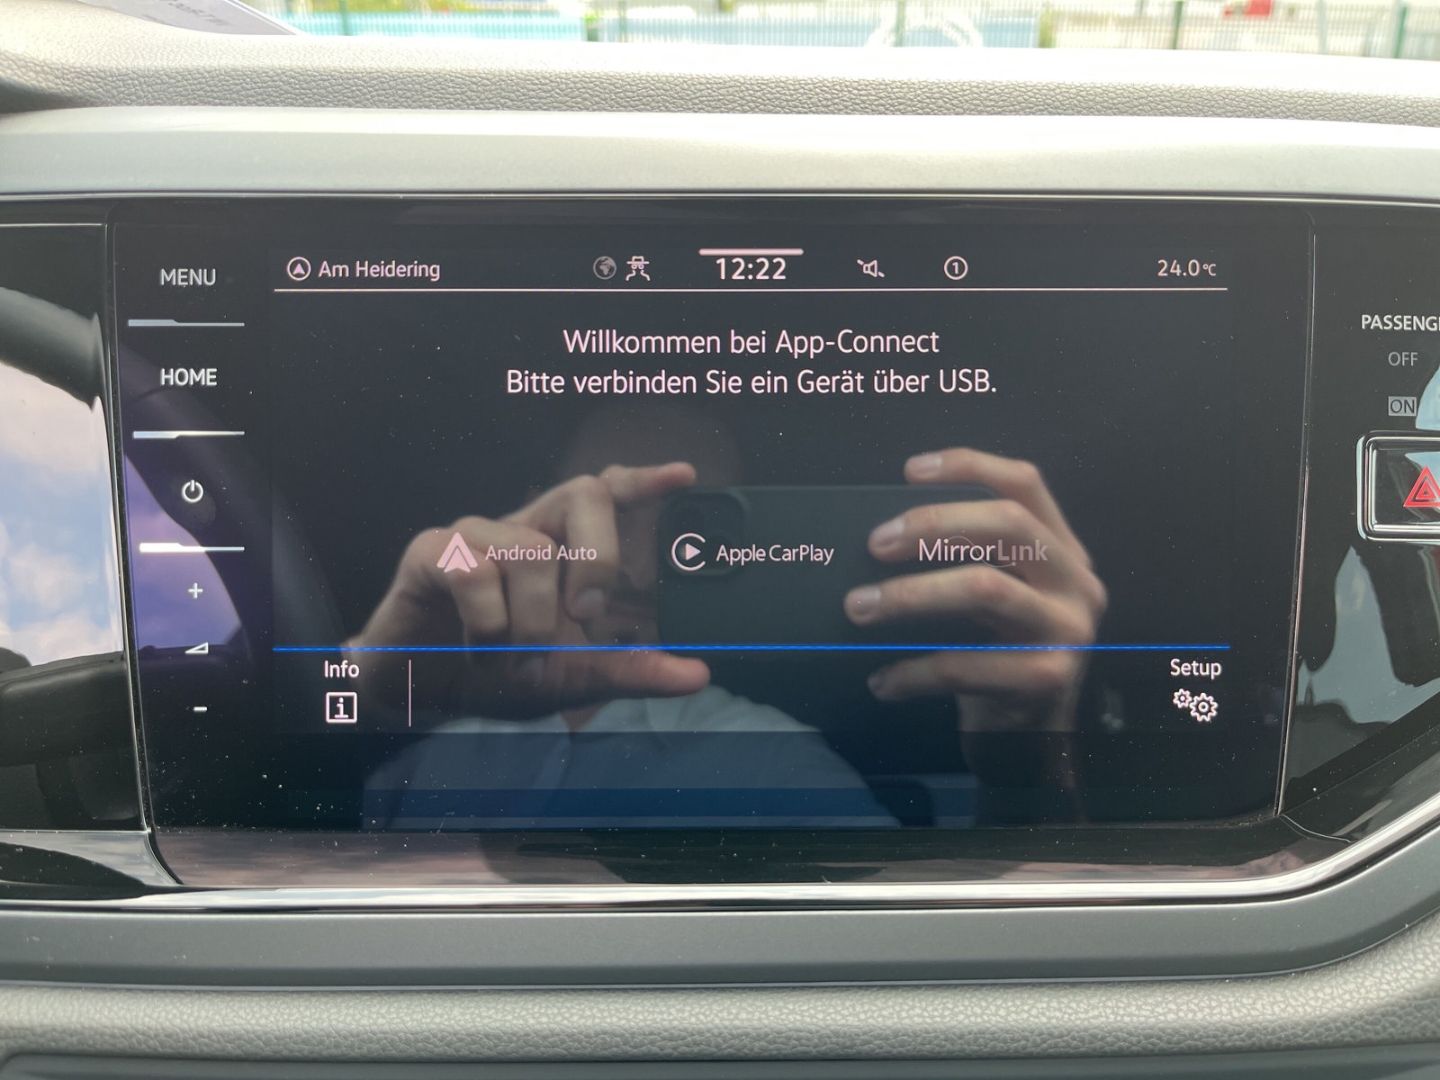 Am Heidering
12:22
1
24.0°C
MENU
HOME
Willkommen bei App-Connect
Bitte verbinden Sie ein Gerät über USB.
Android Auto
Apple CarPlay
MirrorLink
+
-
Info
i
Setup
OFF
ON